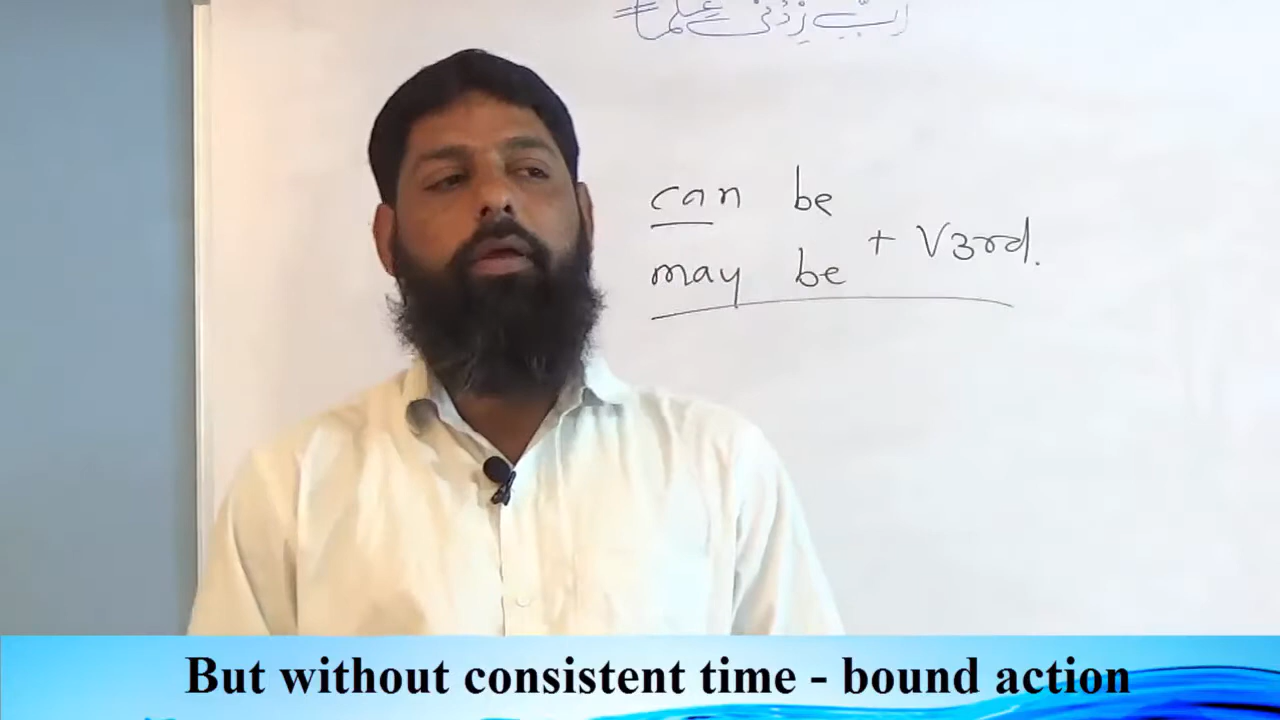 رَبِّ زِدْنِي عِلْمًا
can be
may be + V3rd.
But without consistent time - bound action